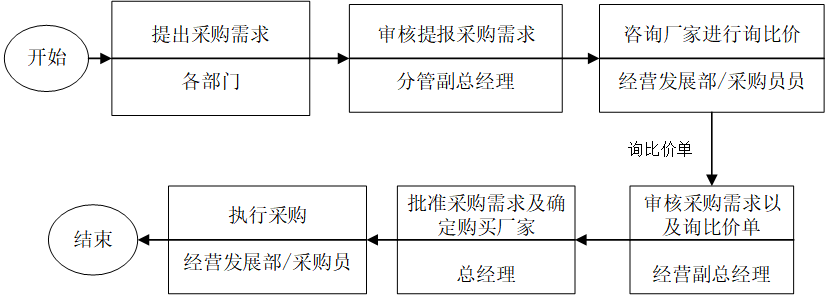 开始
提出采购需求
各部门
审核提报采购需求
分管副总经理
咨询厂家进行询比价
经营发展部/采购员员
询比价单
审核采购需求以
及询比价单
经营副总经理
批准采购需求及确
定购买厂家
总经理
执行采购
经营发展部/采购员
结束